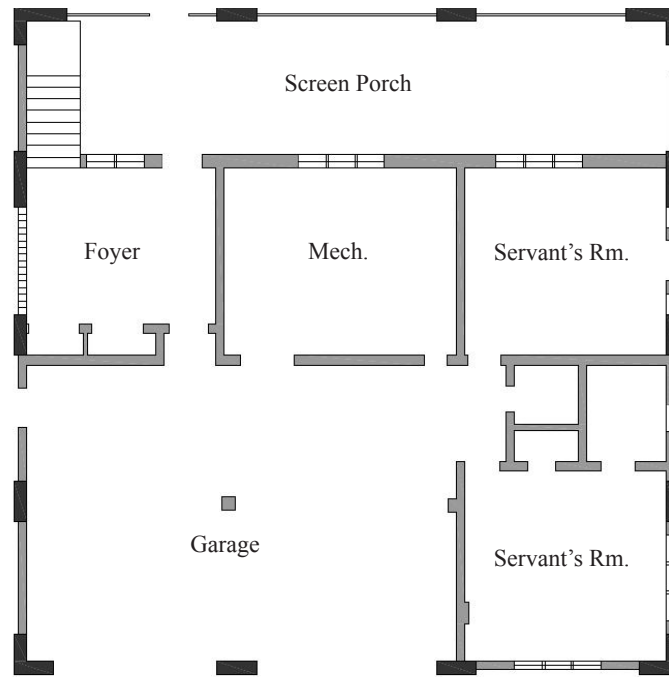 Screen Porch
Foyer
Mech.
Servant’s Rm.
Garage
Servant’s Rm.